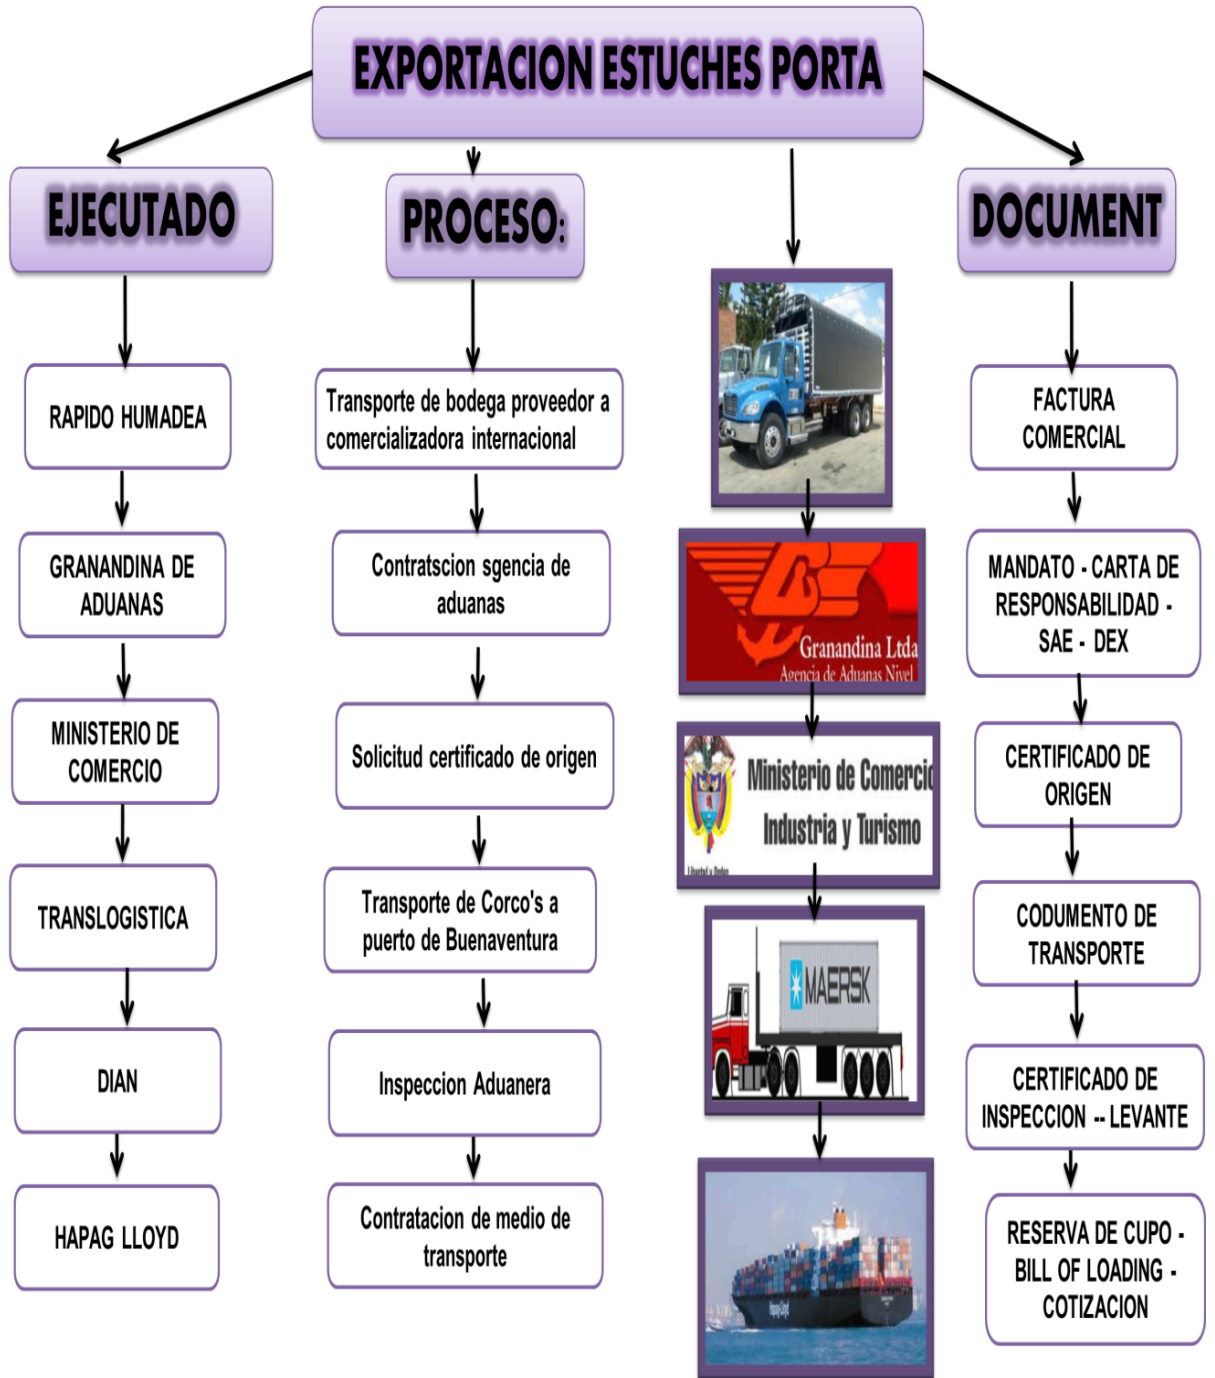 EXPORTACION ESTUCHES PORTA
EJECUTADO
RAPIDO HUMADEA
GRANANDINA DE
ADUANAS
MINISTERIO DE
COMERCIO
TRANSLOGISTICA
DIAN
HAPAG LLOYD
PROCESO:
Transporte de bodega proveedor a
comercializadora internacional
Contratscion sgencia de
aduanas
Solicitud certificado de origen
Transporte de Corco's a
puerto de Buenaventura
Inspeccion Aduanera
Contratacion de medio de
transporte
Granandina Ltda
Agencia de Aduanas Nivel
Ministerio de Comercio
Industria y Turismo
Libertad y Orden
MAERSK
Hapag-Lloyd
DOCUMENT
FACTURA
COMERCIAL
MANDATO - CARTA DE
RESPONSABILIDAD -
SAE - DEX
CERTIFICADO DE
ORIGEN
CODUMENTO DE
TRANSPORTE
CERTIFICADO DE
INSPECCION -- LEVANTE
RESERVA DE CUPO -
BILL OF LOADING -
COTIZACION